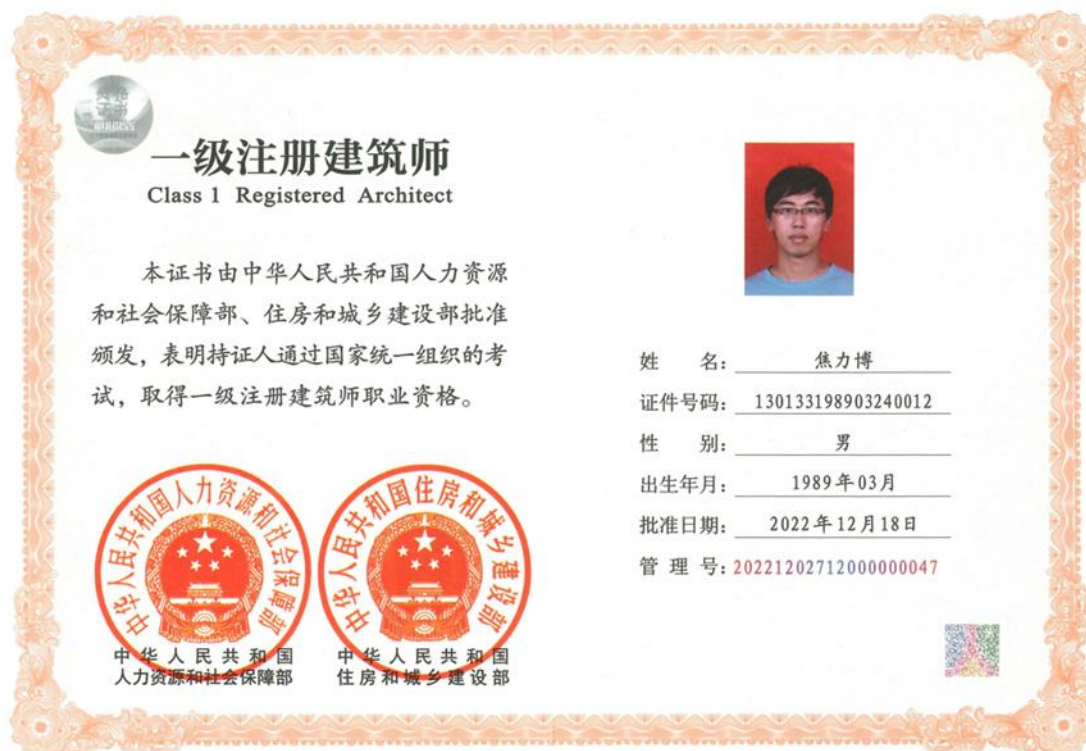 一级注册建筑师
Class 1 Registered Architect
本证书由中华人民共和国人力资源
和社会保障部、住房和城乡建设部批准
颁发，表明持证人通过国家统一组织的考
试，取得一级注册建筑师职业资格。
姓 名： 焦力博
证件号码： 130133198903240012
性 别： 男
出生年月： 1989年03月
批准日期： 2022年12月18日
管 理 号：20221202712000000047
中华人民共和国人力资源和社会保障部
中华人民共和国住房和城乡建设部
中华人民共和国
人力资源和社会保障部
中华人民共和国
住房和城乡建设部